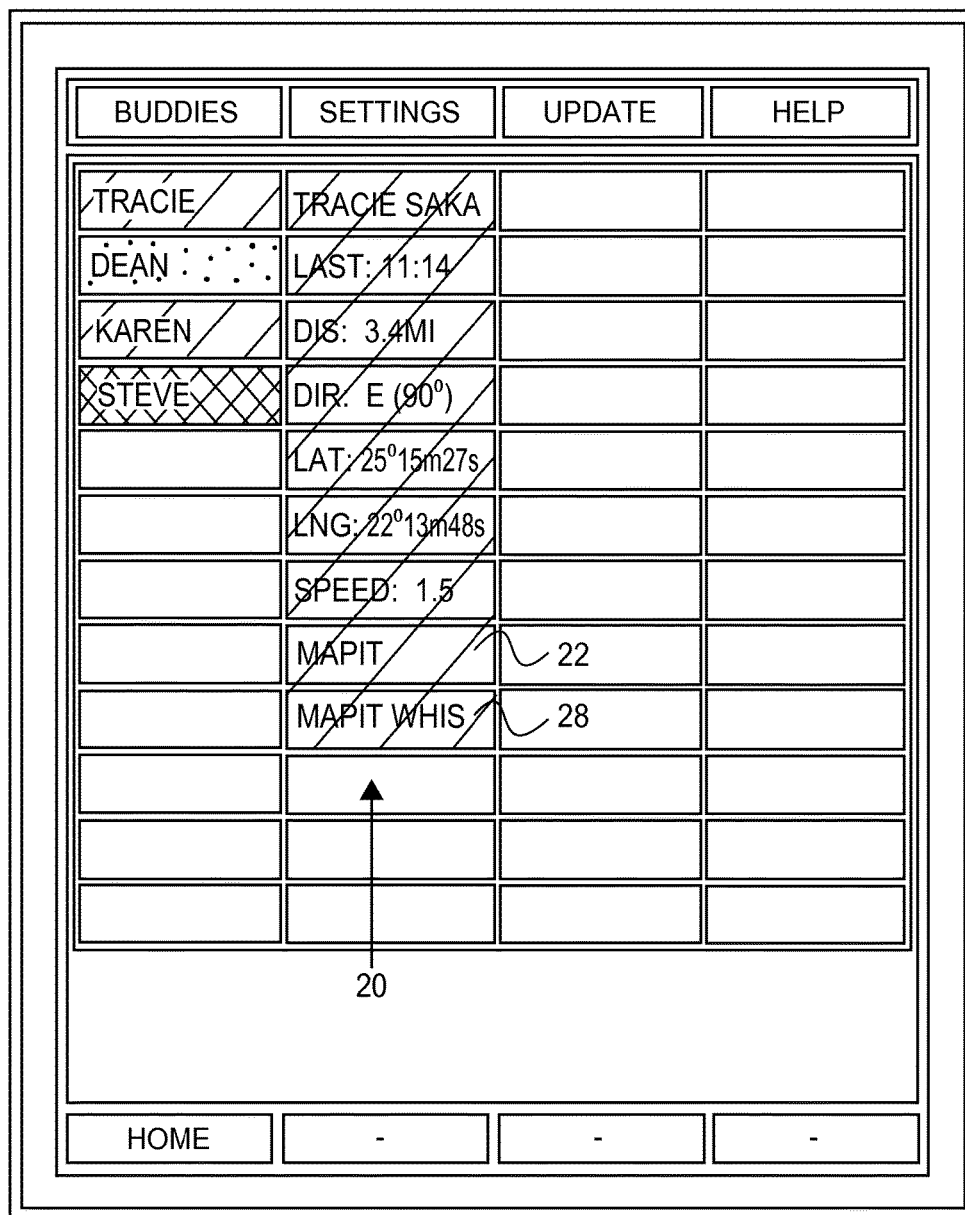 BUDDIES SETTINGS UPDATE HELP
TRACIE TRACIE SAKA
DEAN LAST: 11:14
KAREN DIS: 3.4MI
STEVE DIR: E (90⁰)
LAT: 25⁰15m27s
LNG: 22⁰13m48s
SPEED: 1.5
MAPIT 22
MAPIT WHIS 28
20
HOME - - -